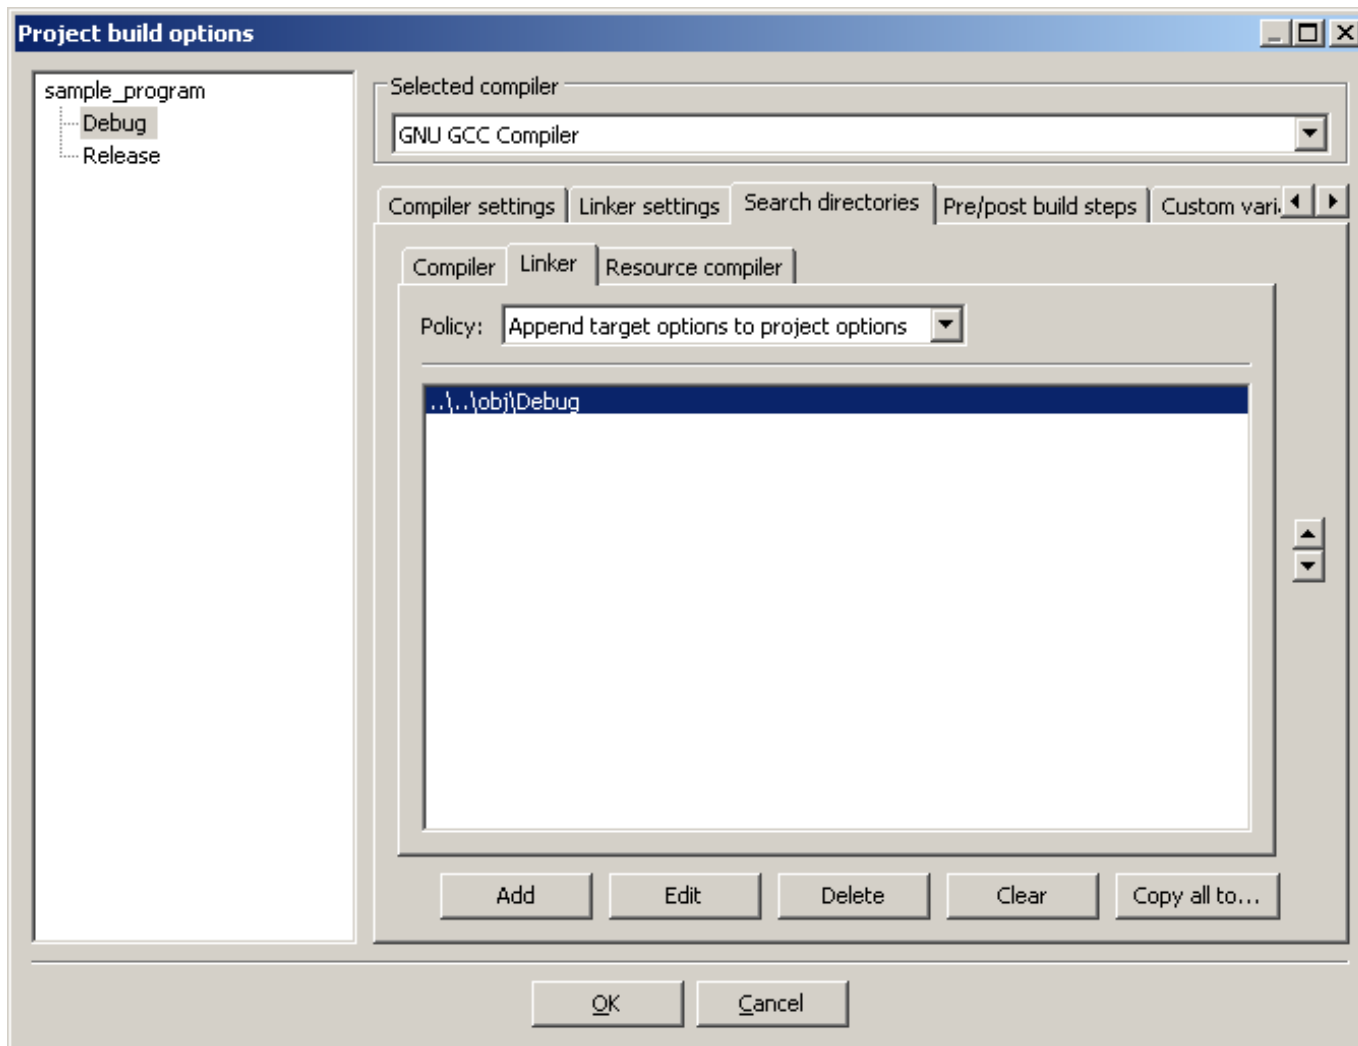 Project build options
sample_program
Debug
Release
Selected compiler
GNU GCC Compiler
Compiler settings Linker settings Search directories Pre/post build steps Custom vari
Compiler Linker Resource compiler
Policy: Append target options to project options
..\..\obj\Debug
Add Edit Delete Clear Copy all to...
OK Cancel